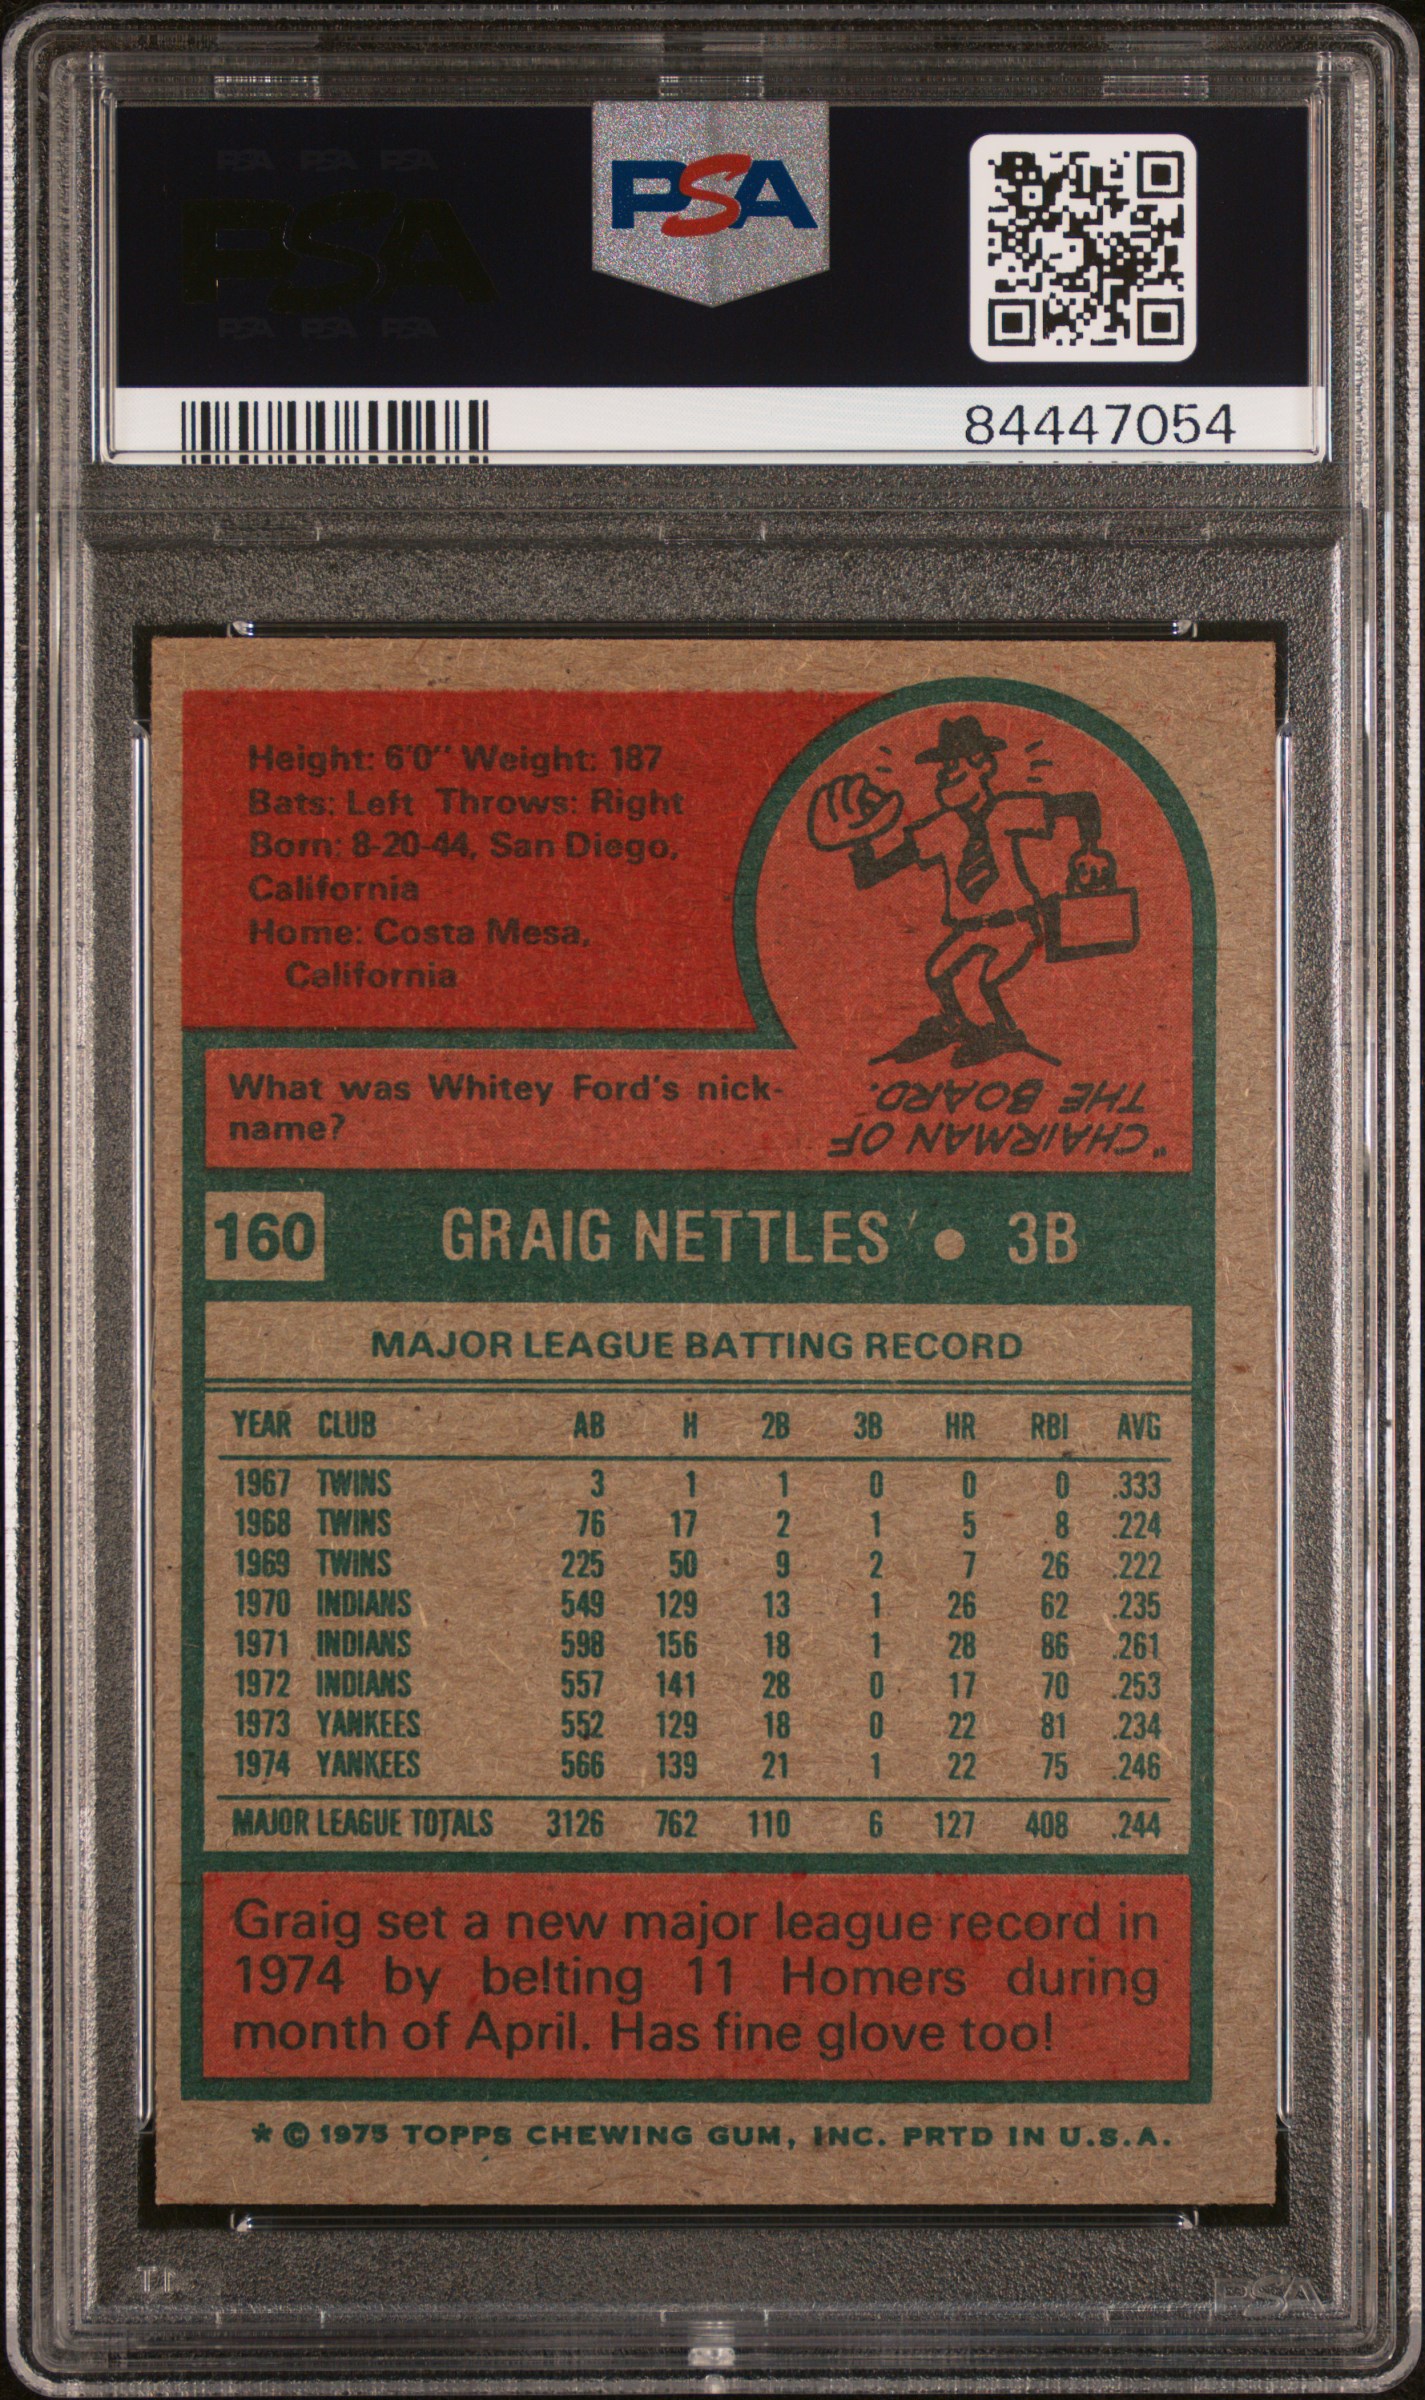 PSA PSA PSA
PSA
PSA PSA PSA
PSA
84447054
Height: 6'0" Weight: 187
Bats: Left Throws: Right
Born: 8-20-44, San Diego,
California
Home: Costa Mesa,
California
What was Whitey Ford's nick-
name?
"CHAIRMAN OF
THE BOARD.
160 GRAIG NETTLES • 3B
MAJOR LEAGUE BATTING RECORD
YEAR CLUB AB H 2B 3B HR RBI AVG
1967 TWINS 3 1 1 0 0 0 .333
1968 TWINS 76 17 2 1 5 8 .224
1969 TWINS 225 50 9 2 7 26 .222
1970 INDIANS 549 129 13 1 26 62 .235
1971 INDIANS 598 156 18 1 28 86 .261
1972 INDIANS 557 141 28 0 17 70 .253
1973 YANKEES 552 129 18 0 22 81 .234
1974 YANKEES 566 139 21 1 22 75 .246
MAJOR LEAGUE TOTALS 3126 762 110 6 127 408 .244
Graig set a new major league record in
1974 by belting 11 Homers during
month of April. Has fine glove too!
* © 1975 TOPPS CHEWING GUM, INC. PRTD IN U.S.A.
PSA